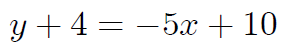 y + 4 = −5x + 10